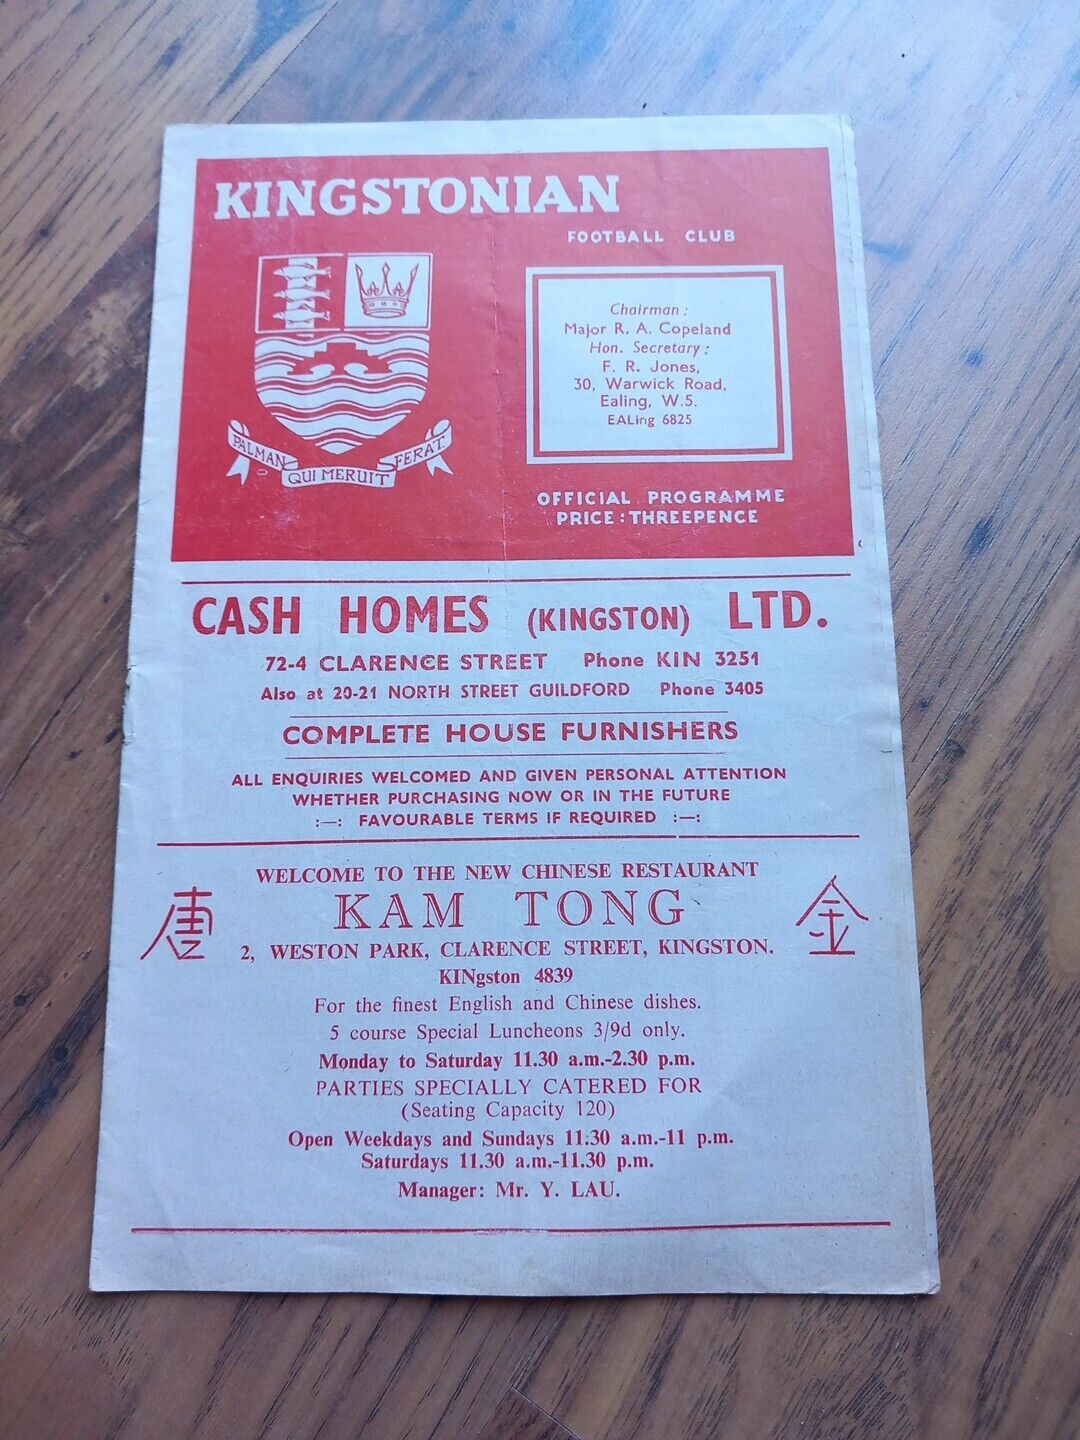 KINGSTONIAN
FOOTBALL CLUB
Chairman:
Major R. A. Copeland
Hon. Secretary:
F. R. Jones,
30, Warwick Road,
Ealing, W.5.
EALing 6825
PALMAN QUI MERUIT FERAT
OFFICIAL PROGRAMME
PRICE: THREEPENCE
CASH HOMES (KINGSTON) LTD.
72-4 CLARENCE STREET Phone KIN 3251
Also at 20-21 NORTH STREET GUILDFORD Phone 3405
COMPLETE HOUSE FURNISHERS
ALL ENQUIRIES WELCOMED AND GIVEN PERSONAL ATTENTION
WHETHER PURCHASING NOW OR IN THE FUTURE
:—: FAVOURABLE TERMS IF REQUIRED :—:
WELCOME TO THE NEW CHINESE RESTAURANT
唐 KAM TONG 金
2, WESTON PARK, CLARENCE STREET, KINGSTON.
KINgston 4839
For the finest English and Chinese dishes.
5 course Special Luncheons 3/9d only.
Monday to Saturday 11.30 a.m.-2.30 p.m.
PARTIES SPECIALLY CATERED FOR
(Seating Capacity 120)
Open Weekdays and Sundays 11.30 a.m.-11 p.m.
Saturdays 11.30 a.m.-11.30 p.m.
Manager: Mr. Y. LAU.